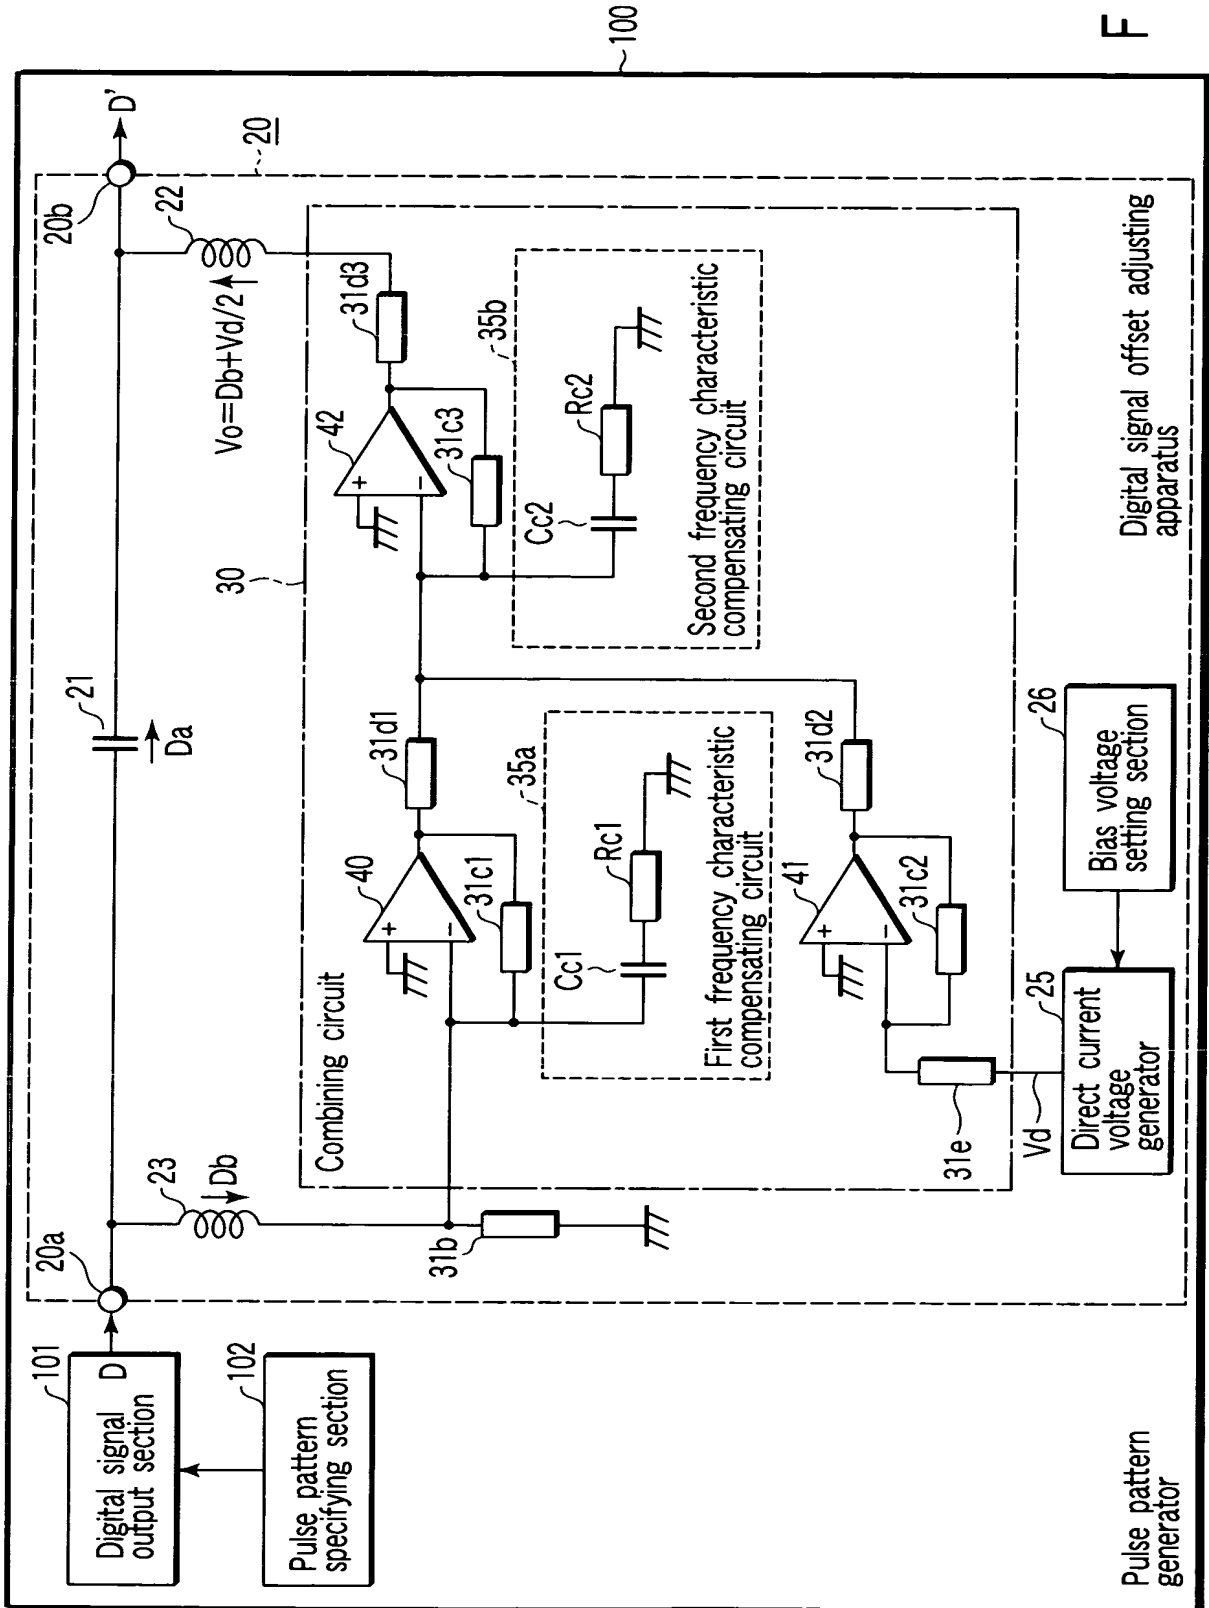 100
F
D'
20b
20
22
Vo=Db+Vd/2
21
Da
23
Db
20a
101
D
Digital signal
output section
102
Pulse pattern
specifying section
30
Combining circuit
31b
40
+
−
31c1
31d1
35a
Cc1
Rc1
First frequency characteristic
compensating circuit
42
+
−
31c3
31d3
35b
Cc2
Rc2
Second frequency characteristic
compensating circuit
41
+
−
31c2
31d2
31e
Vd
25
Direct current
voltage
generator
26
Bias voltage
setting section
Digital signal offset adjusting
apparatus
Pulse pattern
generator